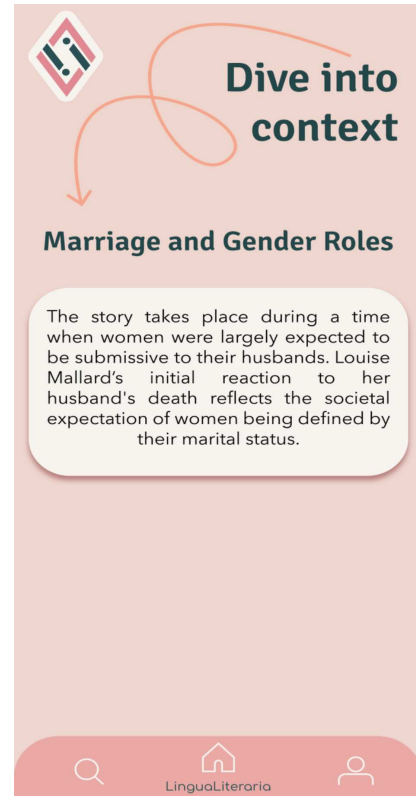 Dive into
context
Marriage and Gender Roles
The story takes place during a time
when women were largely expected to
be submissive to their husbands. Louise
Mallard's initial reaction to her
husband's death reflects the societal
expectation of women being defined by
their marital status.
LinguaLiteraria